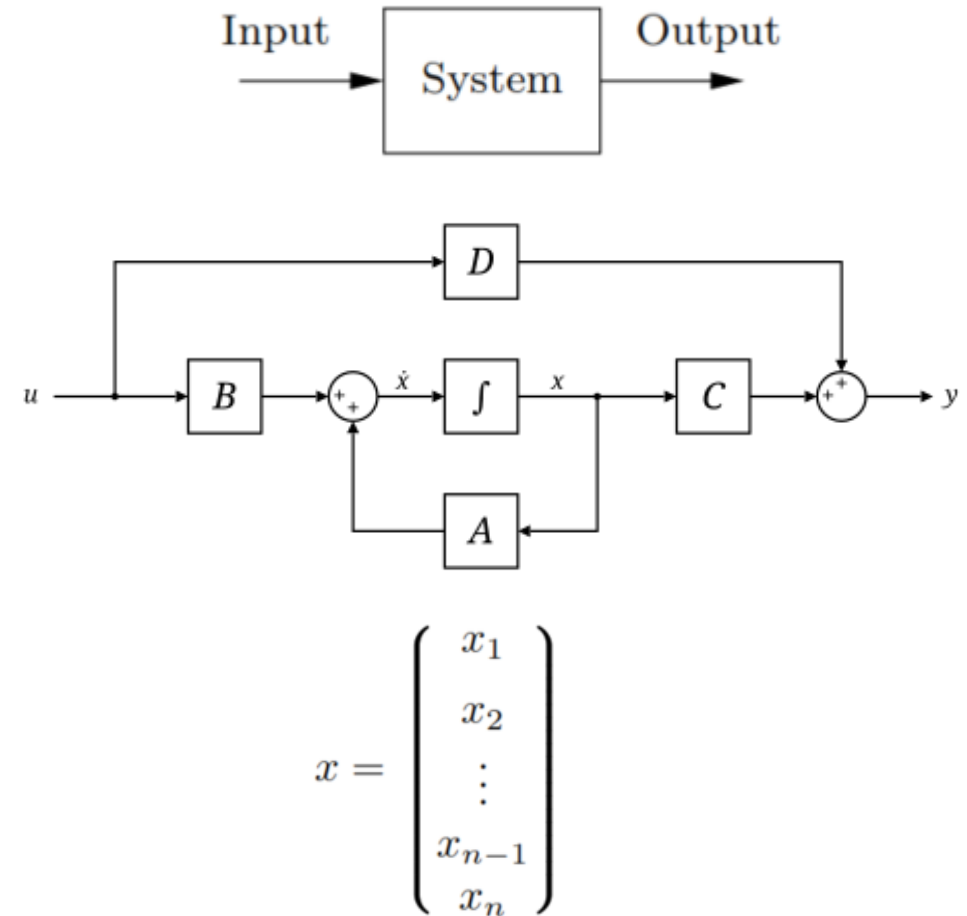 Input
Output
System
D
u
B
+
+
ẋ
∫
x
C
+
+
y
A
x =
x₁
x₂
⋮
xₙ₋₁
xₙ